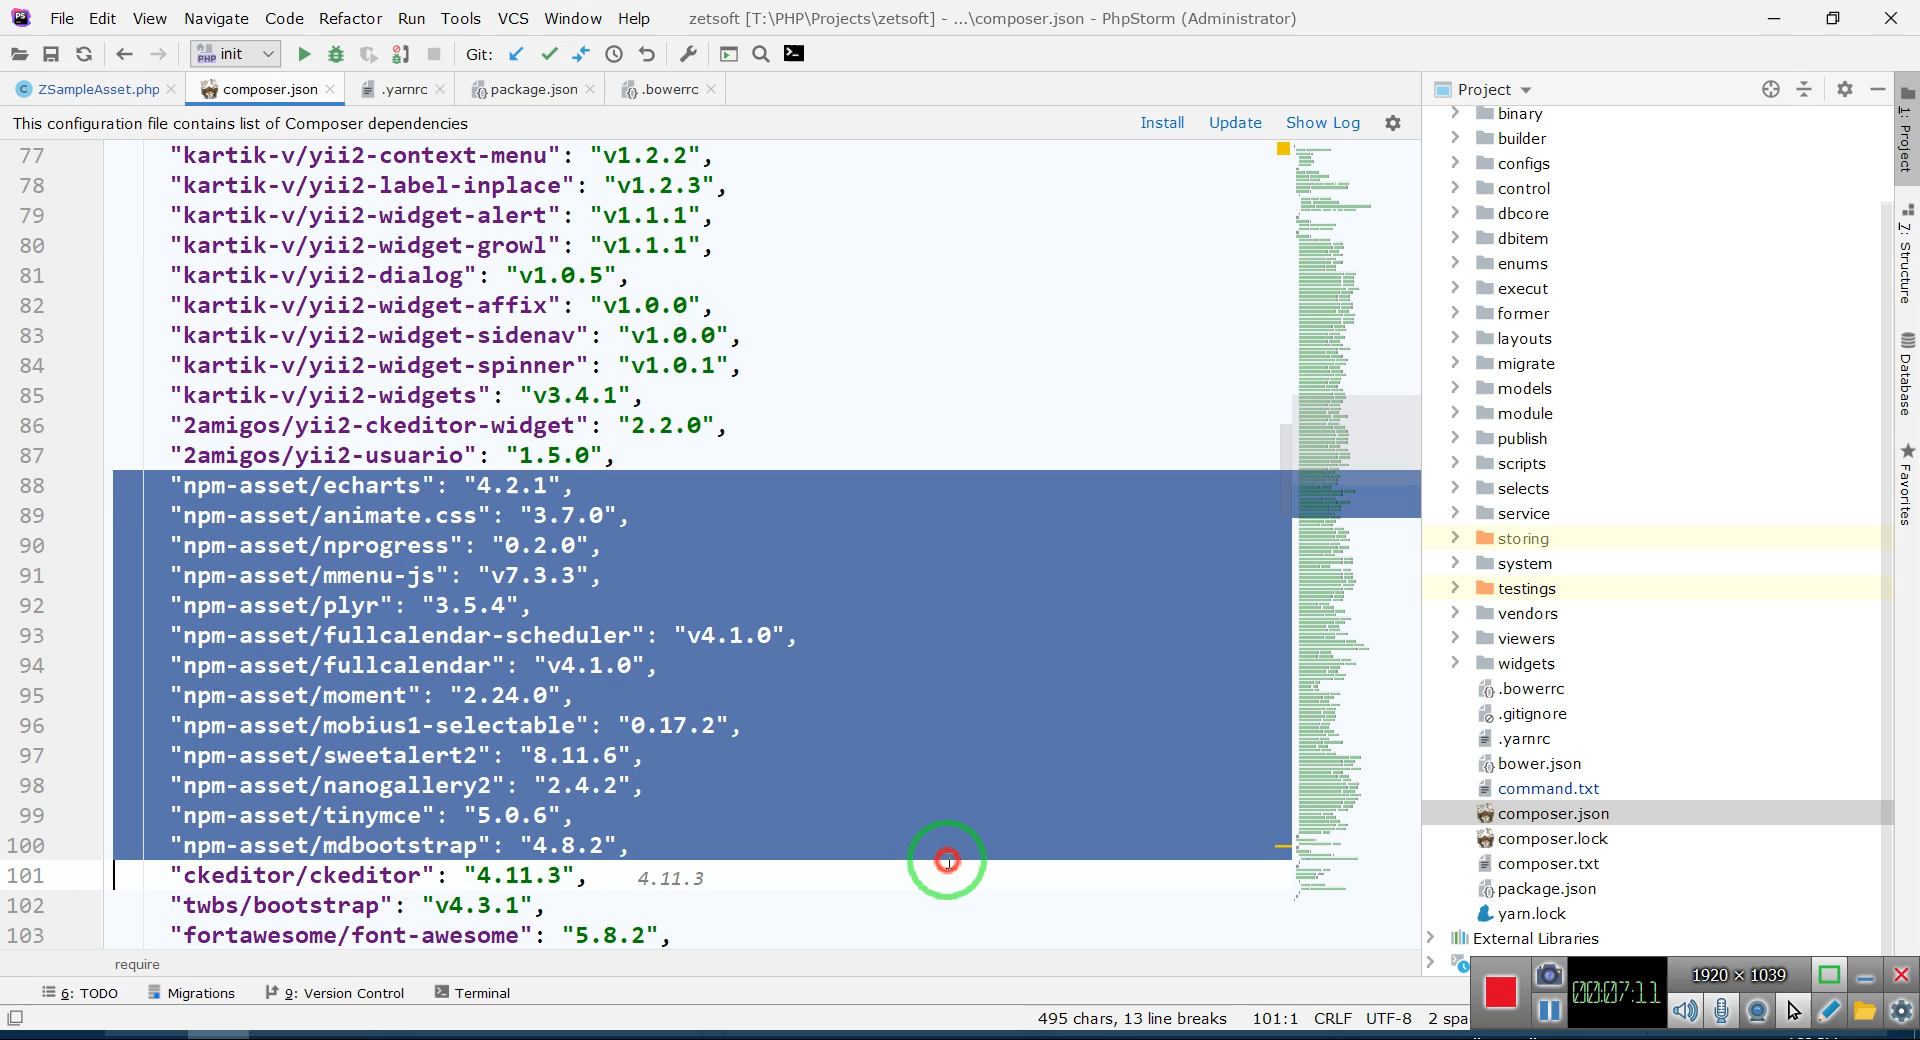 File Edit View Navigate Code Refactor Run Tools VCS Window Help zetsoft [T:\PHP\Projects\zetsoft] - ...\composer.json - PhpStorm (Administrator)
init Git:
ZSampleAsset.php composer.json .yarnrc package.json .bowerrc
Project
This configuration file contains list of Composer dependencies Install Update Show Log
77 "kartik-v/yii2-context-menu": "v1.2.2",
78 "kartik-v/yii2-label-inplace": "v1.2.3",
79 "kartik-v/yii2-widget-alert": "v1.1.1",
80 "kartik-v/yii2-widget-growl": "v1.1.1",
81 "kartik-v/yii2-dialog": "v1.0.5",
82 "kartik-v/yii2-widget-affix": "v1.0.0",
83 "kartik-v/yii2-widget-sidenav": "v1.0.0",
84 "kartik-v/yii2-widget-spinner": "v1.0.1",
85 "kartik-v/yii2-widgets": "v3.4.1",
86 "2amigos/yii2-ckeditor-widget": "2.2.0",
87 "2amigos/yii2-usuario": "1.5.0",
88 "npm-asset/echarts": "4.2.1",
89 "npm-asset/animate.css": "3.7.0",
90 "npm-asset/nprogress": "0.2.0",
91 "npm-asset/mmenu-js": "v7.3.3",
92 "npm-asset/plyr": "3.5.4",
93 "npm-asset/fullcalendar-scheduler": "v4.1.0",
94 "npm-asset/fullcalendar": "v4.1.0",
95 "npm-asset/moment": "2.24.0",
96 "npm-asset/mobius1-selectable": "0.17.2",
97 "npm-asset/sweetalert2": "8.11.6",
98 "npm-asset/nanogallery2": "2.4.2",
99 "npm-asset/tinymce": "5.0.6",
100 "npm-asset/mdbootstrap": "4.8.2",
101 "ckeditor/ckeditor": "4.11.3", 4.11.3
102 "twbs/bootstrap": "v4.3.1",
103 "fortawesome/font-awesome": "5.8.2",
require
binary
builder
configs
control
dbcore
dbitem
enums
execut
former
layouts
migrate
models
module
publish
scripts
selects
service
storing
system
testings
vendors
viewers
widgets
.bowerrc
.gitignore
.yarnrc
bower.json
command.txt
composer.json
composer.lock
composer.txt
package.json
yarn.lock
External Libraries
1: Project
7: Structure
Database
Favorites
6: TODO Migrations 9: Version Control Terminal
495 chars, 13 line breaks 101:1 CRLF UTF-8 2 spa
00:07:11
1920 × 1039